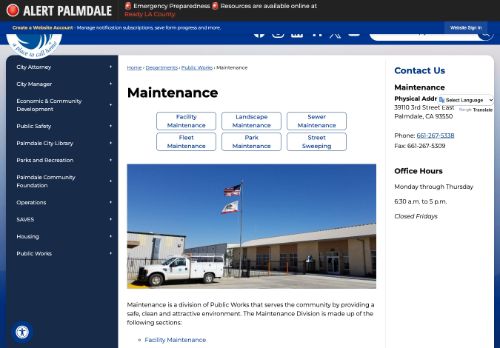 ALERT PALMDALE
🚨 Emergency Preparedness 🚨 Resources are available online at
Ready LA County.
Create a Website Account - Manage notification subscriptions, save form progress and more.
Website Sign In
a place to call home
City Attorney +
City Manager +
Economic & Community
Development +
Public Safety +
Palmdale City Library +
Parks and Recreation +
Palmdale Community
Foundation +
Operations +
SAVES +
Housing +
Public Works +
Home › Departments › Public Works › Maintenance
Maintenance
Facility
Maintenance
Landscape
Maintenance
Sewer
Maintenance
Fleet
Maintenance
Park
Maintenance
Street
Sweeping
Maintenance is a division of Public Works that serves the community by providing a
safe, clean and attractive environment. The Maintenance Division is made up of the
following sections:
Facility Maintenance
Contact Us
Maintenance
Physical Addr
Select Language
39110 3rd Street East
Google Translate
Palmdale, CA 93550
Phone: 661-267-5338
Fax: 661-267-5309
Office Hours
Monday through Thursday
6:30 a.m. to 5 p.m.
Closed Fridays